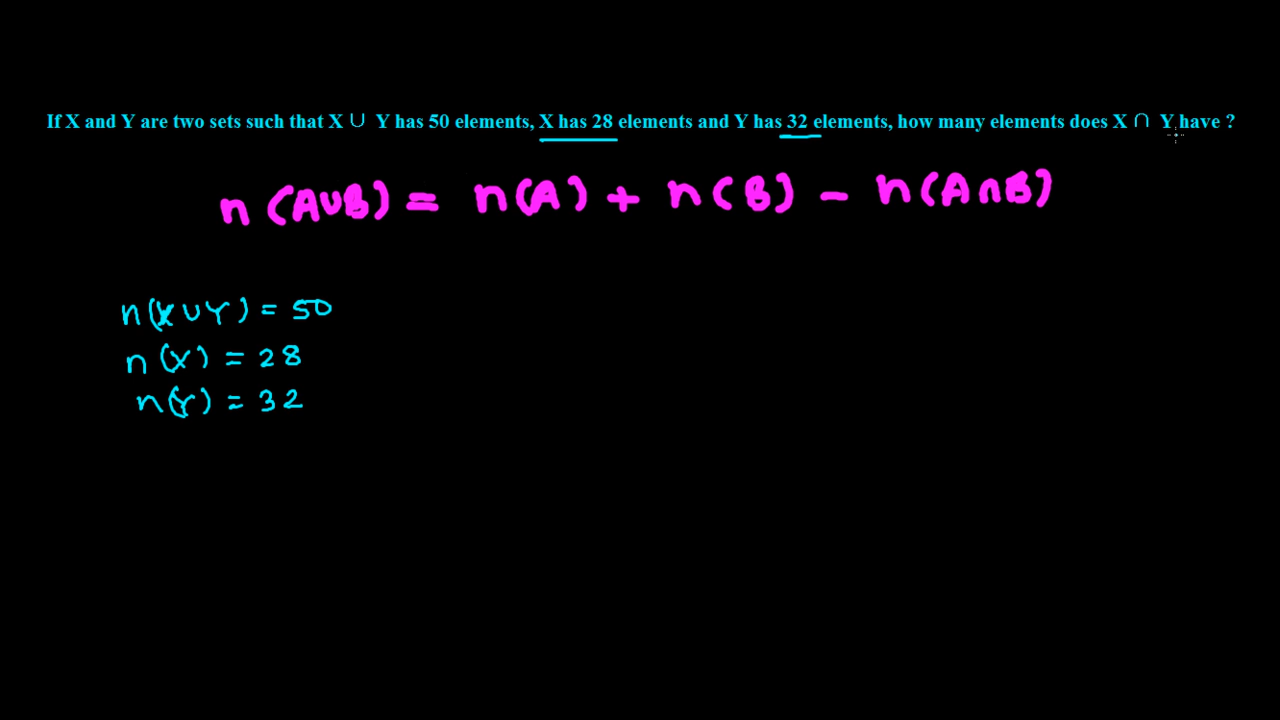 If X and Y are two sets such that X ∪ Y has 50 elements, X has 28 elements and Y has 32 elements, how many elements does X ∩ Y have ?
n (A∪B) = n(A) + n(B) - n(A∩B)
n(X∪Y) = 50
n(X) = 28
n(Y) = 32